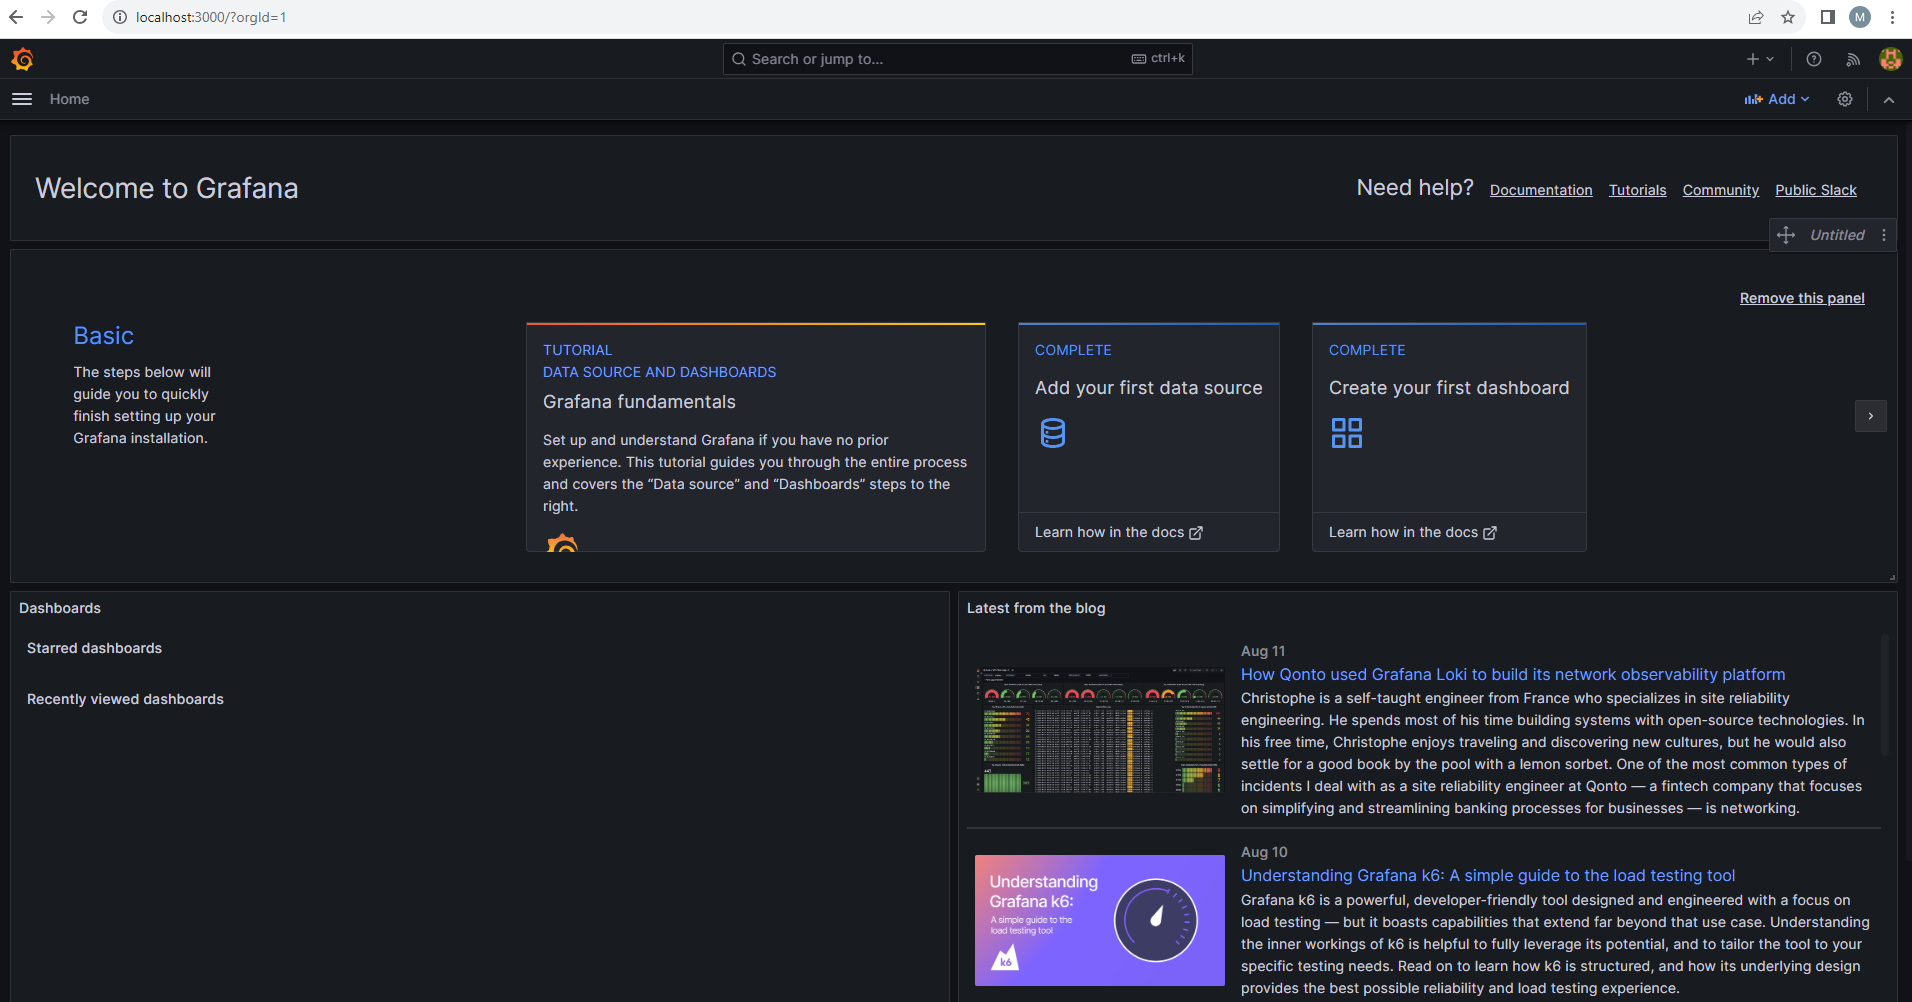 localhost:3000/?orgId=1
M
Search or jump to...
ctrl+k
Home
Add
Welcome to Grafana
Need help?
Documentation
Tutorials
Community
Public Slack
Untitled
Remove this panel
Basic
The steps below will
guide you to quickly
finish setting up your
Grafana installation.
TUTORIAL
DATA SOURCE AND DASHBOARDS
Grafana fundamentals
Set up and understand Grafana if you have no prior
experience. This tutorial guides you through the entire process
and covers the “Data source” and “Dashboards” steps to the
right.
COMPLETE
Add your first data source
Learn how in the docs
COMPLETE
Create your first dashboard
Learn how in the docs
Dashboards
Starred dashboards
Recently viewed dashboards
Latest from the blog
Aug 11
How Qonto used Grafana Loki to build its network observability platform
Christophe is a self-taught engineer from France who specializes in site reliability
engineering. He spends most of his time building systems with open-source technologies. In
his free time, Christophe enjoys traveling and discovering new cultures, but he would also
settle for a good book by the pool with a lemon sorbet. One of the most common types of
incidents I deal with as a site reliability engineer at Qonto — a fintech company that focuses
on simplifying and streamlining banking processes for businesses — is networking.
Understanding
Grafana k6:
A simple guide to the
load testing tool
k6
Aug 10
Understanding Grafana k6: A simple guide to the load testing tool
Grafana k6 is a powerful, developer-friendly tool designed and engineered with a focus on
load testing — but it boasts capabilities that extend far beyond that use case. Understanding
the inner workings of k6 is helpful to fully leverage its potential, and to tailor the tool to your
specific testing needs. Read on to learn how k6 is structured, and how its underlying design
provides the best possible reliability and load testing experience.